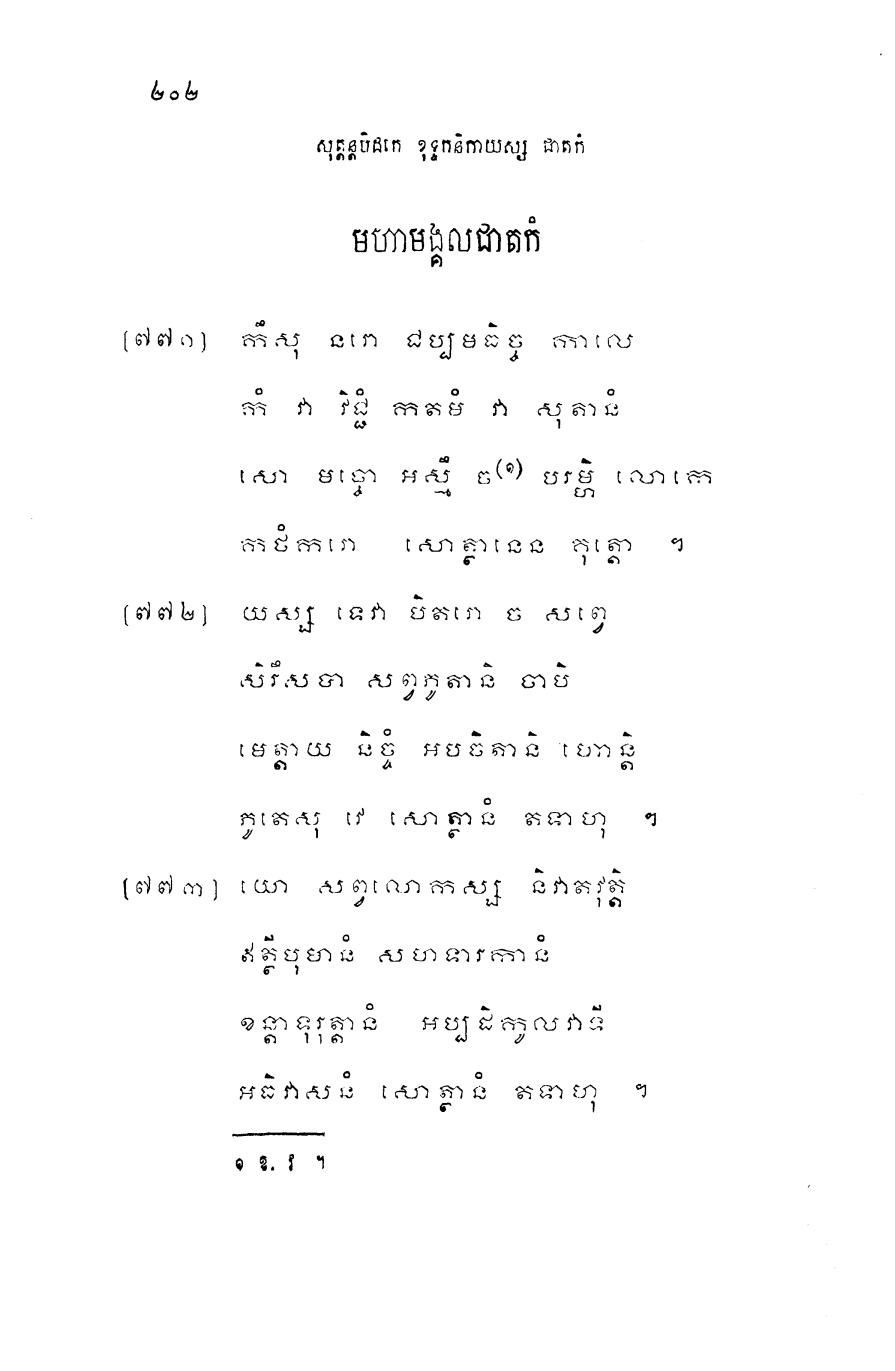 ២០២
សុត្តន្តបិដកេ ខុទ្ទកនិកាយស្ស ជាតកំ
មហាមង្គលជាតកំ
[៧៧១] កឹសុ នរោ ជប្បមធិច្ច កាលេ
កំ វា វិជ្ជំ កតមំ វា សុតានំ
សោ មច្ចោ អស្មឹ ច(១) បរម្ហិ លោកេ
កថំករោ សោត្ថានេន គុត្តោ ។
[៧៧២] យស្ស ទេវា បិតរោ ច សព្វេ
សិរឹសបា សព្វភូតានិ ចាបិ
មេត្តាយ និច្ចំ អបចិតានិ ហោន្តិ
ភូតេសុ វេ សោត្ថានំ តទាហុ ។
[៧៧៣] យោ សព្វលោកស្ស និវាតវុត្តិ
ឥត្ថីបុមានំ សហទារកានំ
ខន្តា ទុរុត្តានំ អប្បដិកូលវាទី
អធិវាសនំ សោត្ថានំ តទាហុ ។
១ ឱ. វ ។